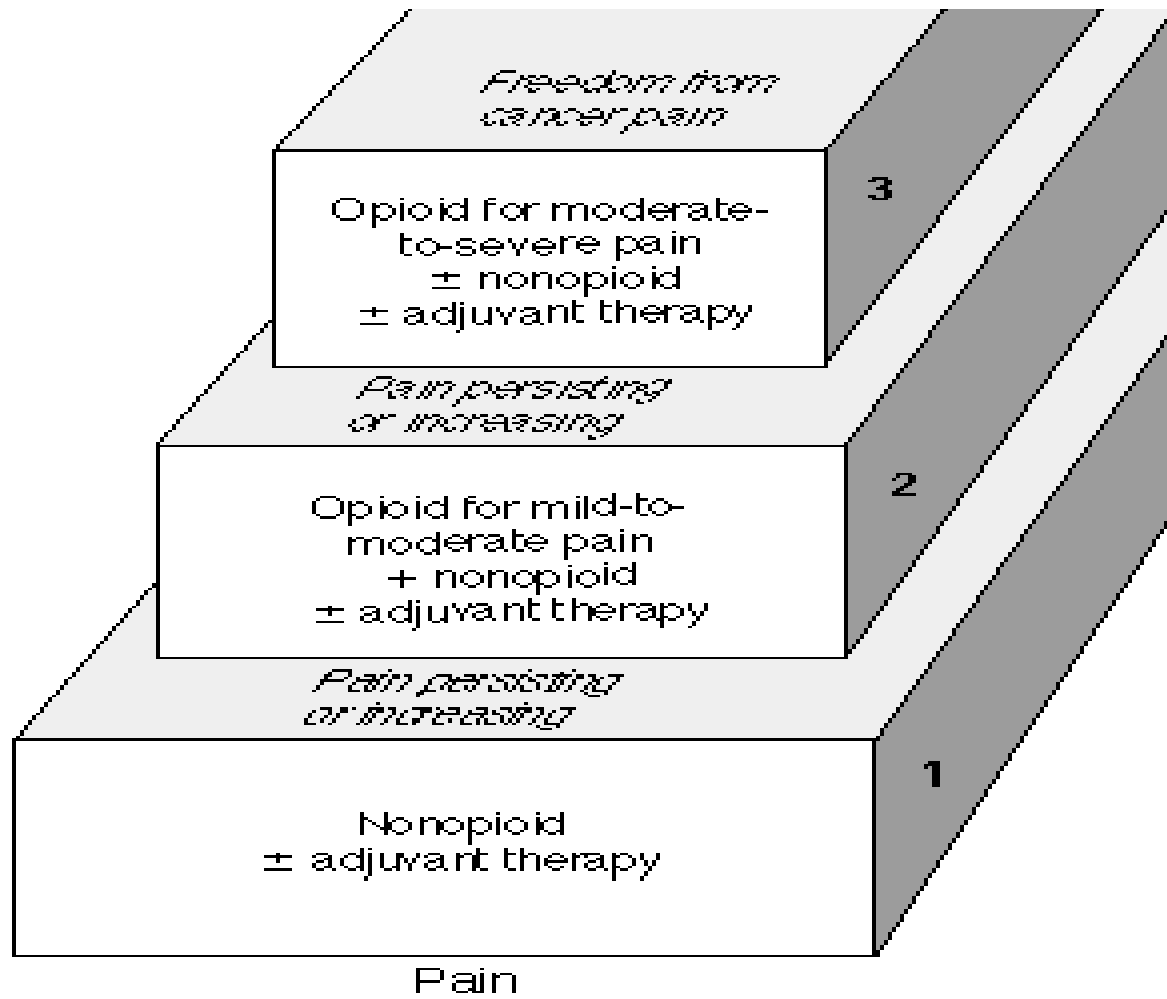 Freedom from
cancer pain
3
Opioid for moderate-
to-severe pain
± nonopioid
± adjuvant therapy
Pain persisting
or increasing
2
Opioid for mild-to-
moderate pain
+ nonopioid
± adjuvant therapy
Pain persisting
or increasing
1
Nonopioid
± adjuvant therapy
Pain